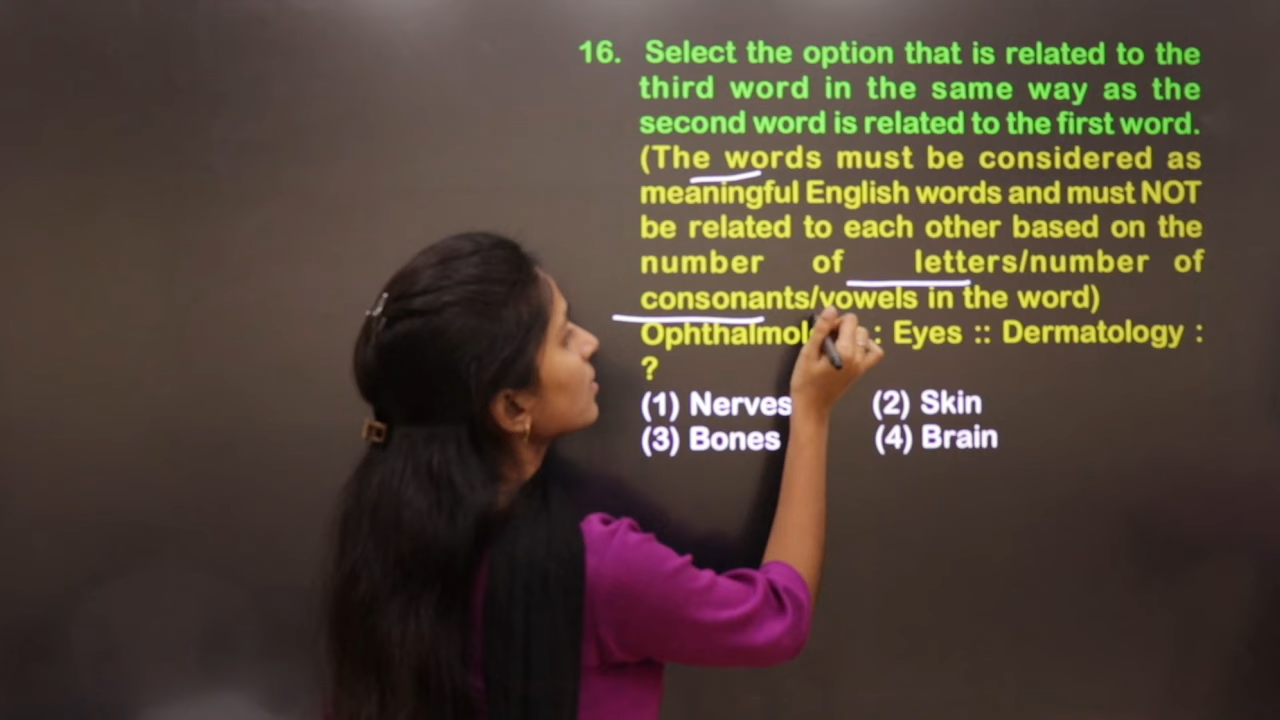 16. Select the option that is related to the
third word in the same way as the
second word is related to the first word.
(The words must be considered as
meaningful English words and must NOT
be related to each other based on the
number of letters/number of
consonants/vowels in the word)
: Eyes :: Dermatology :
?
(1) Nerves (2) Skin
(3) Bones (4) Brain